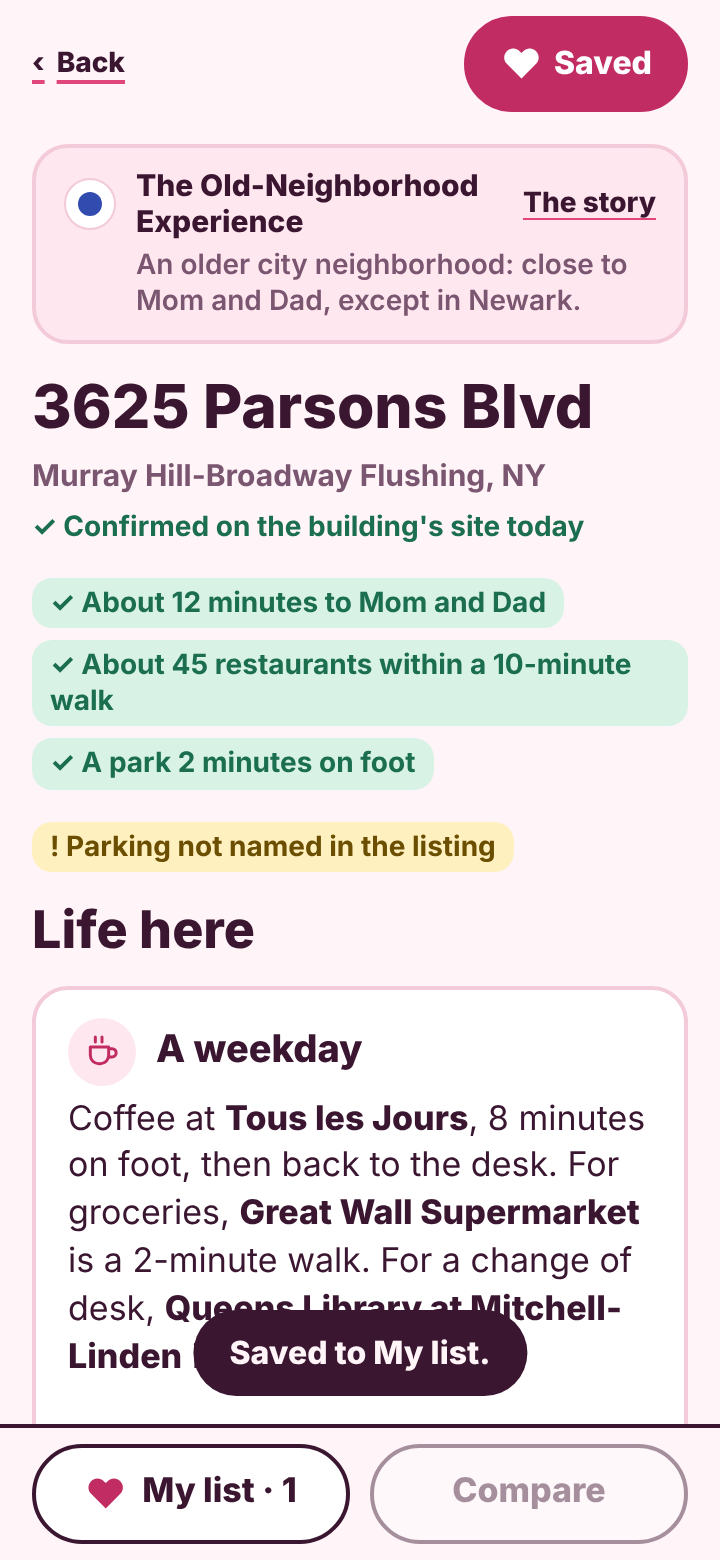 ‹ Back
Saved
The Old-Neighborhood
Experience
The story
An older city neighborhood: close to
Mom and Dad, except in Newark.
3625 Parsons Blvd
Murray Hill-Broadway Flushing, NY
✓ Confirmed on the building's site today
✓ About 12 minutes to Mom and Dad
✓ About 45 restaurants within a 10-minute
walk
✓ A park 2 minutes on foot
! Parking not named in the listing
Life here
A weekday
Coffee at Tous les Jours, 8 minutes
on foot, then back to the desk. For
groceries, Great Wall Supermarket
is a 2-minute walk. For a change of
desk, Queens Library at Mitchell-
Linden
Saved to My list.
My list · 1
Compare